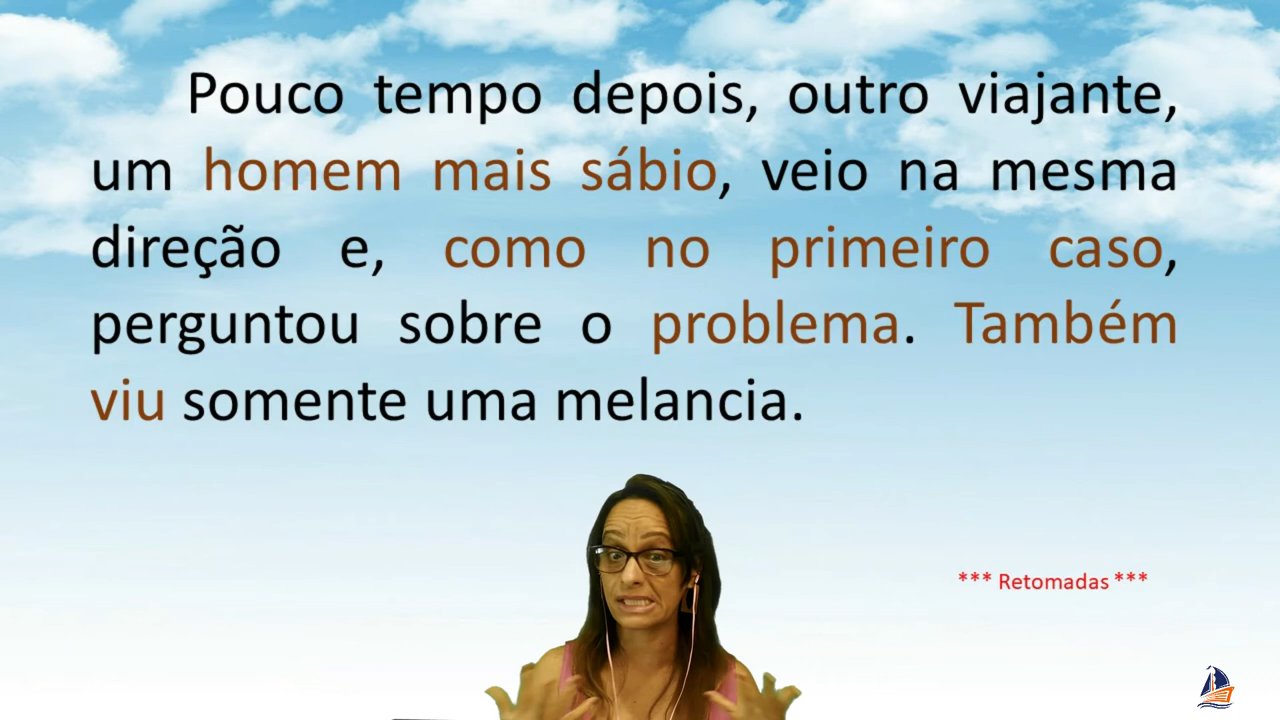 Pouco tempo depois, outro viajante,
um homem mais sábio, veio na mesma
direção e, como no primeiro caso,
perguntou sobre o problema. Também
viu somente uma melancia.
*** Retomadas ***